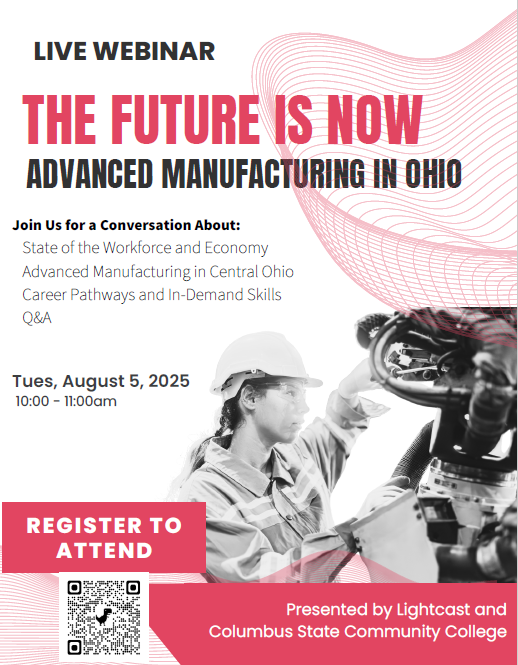 LIVE WEBINAR
THE FUTURE IS NOW
ADVANCED MANUFACTURING IN OHIO
Join Us for a Conversation About:
State of the Workforce and Economy
Advanced Manufacturing in Central Ohio
Career Pathways and In-Demand Skills
Q&A
Tues, August 5, 2025
10:00 - 11:00am
REGISTER TO
ATTEND
Presented by Lightcast and
Columbus State Community College